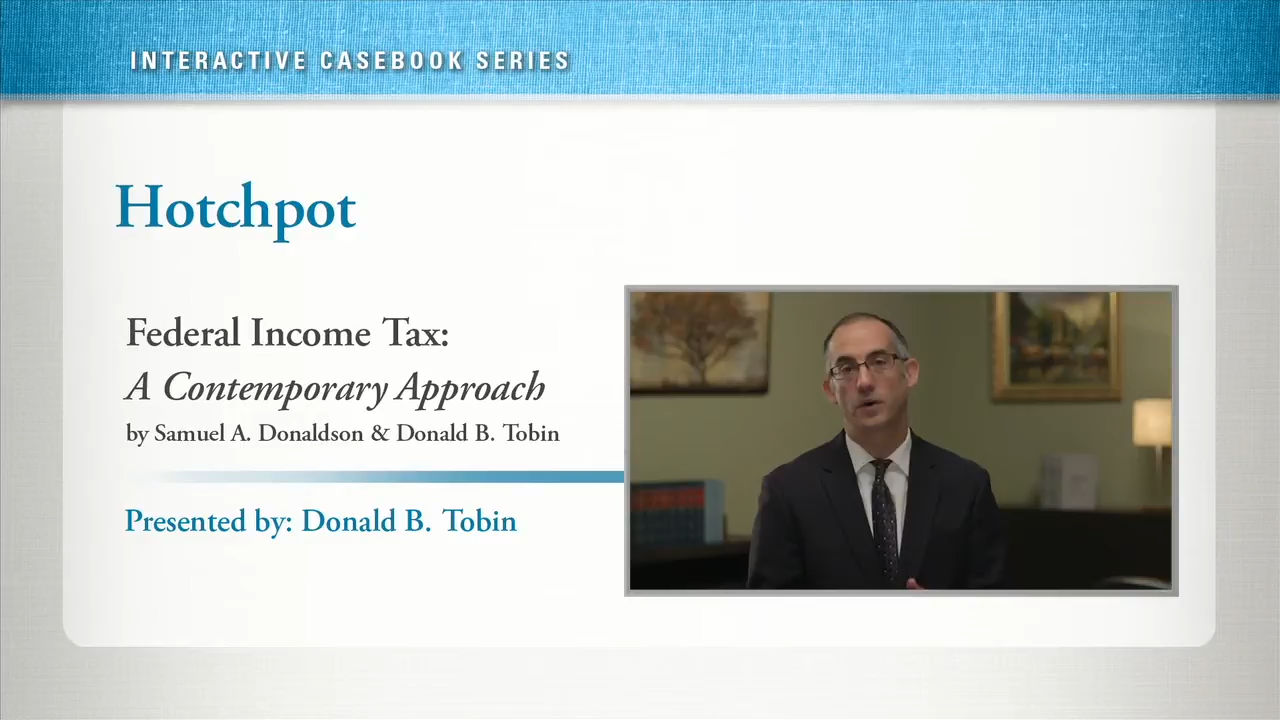 INTERACTIVE CASEBOOK SERIES
Hotchpot
Federal Income Tax:
A Contemporary Approach
by Samuel A. Donaldson & Donald B. Tobin
Presented by: Donald B. Tobin